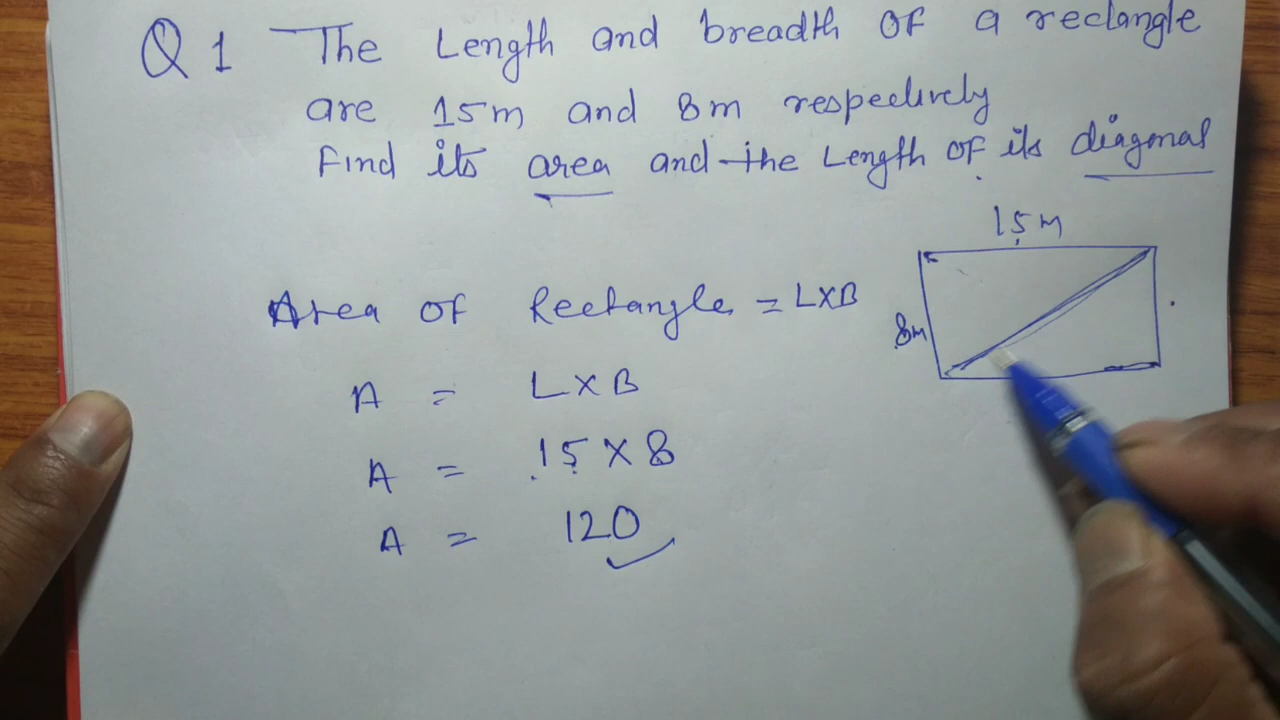 Q 1 The Length and breadth OF a rectangle
are 15m and 8m respectively
Find its area and the Length OF its diagonal
15m
Area OF Rectangle = L×B
8m
A = L×B
A = 15 × 8
A = 120